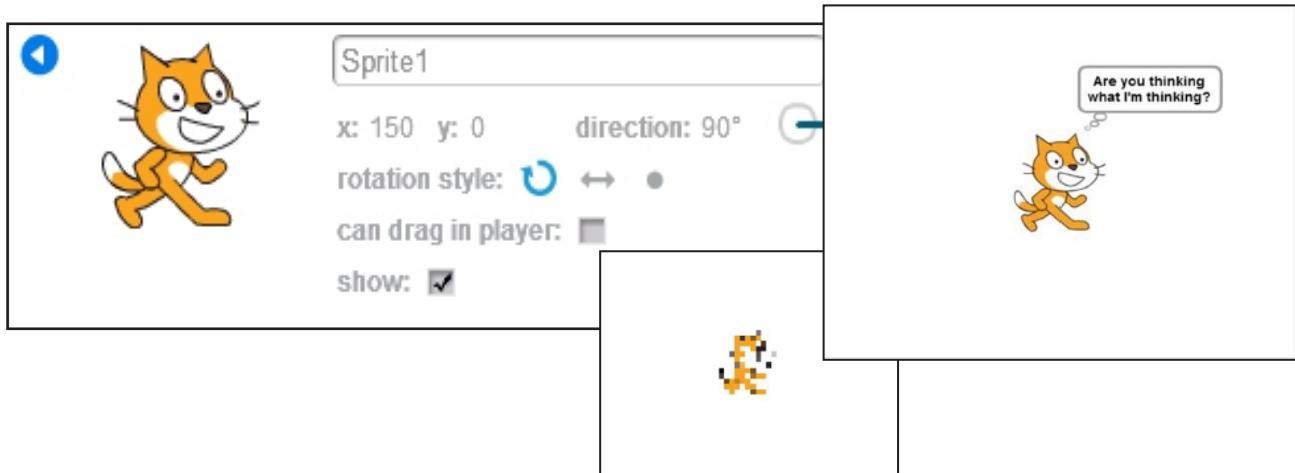 Sprite1
x: 150 y: 0 direction: 90°
rotation style:
can drag in player:
show:
Are you thinking
what I'm thinking?